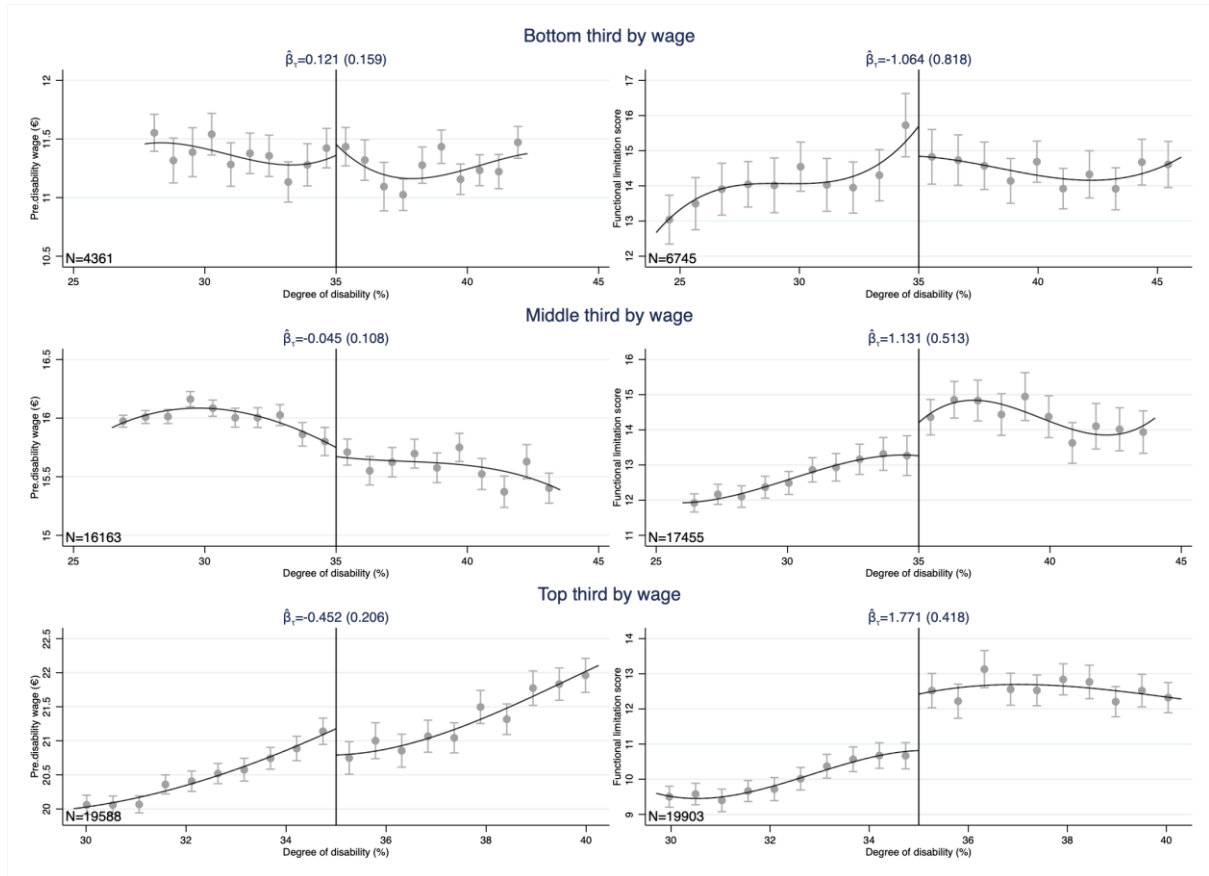 Bottom third by wage
β̂τ=0.121 (0.159)
Pre.disability wage (€)
12
11.5
11
10.5
N=4361
25 30 35 40 45
Degree of disability (%)
β̂τ=-1.064 (0.818)
Functional limitation score
17
16
15
14
13
12
N=6745
25 30 35 40 45
Degree of disability (%)
Middle third by wage
β̂τ=-0.045 (0.108)
Pre.disability wage (€)
16.5
16
15.5
15
N=16163
25 30 35 40 45
Degree of disability (%)
β̂τ=1.131 (0.513)
Functional limitation score
16
15
14
13
12
11
N=17455
25 30 35 40 45
Degree of disability (%)
Top third by wage
β̂τ=-0.452 (0.206)
Pre.disability wage (€)
22.5
22
21.5
21
20.5
20
N=19588
30 32 34 36 38 40
Degree of disability (%)
β̂τ=1.771 (0.418)
Functional limitation score
14
13
12
11
10
9
N=19903
30 32 34 36 38 40
Degree of disability (%)